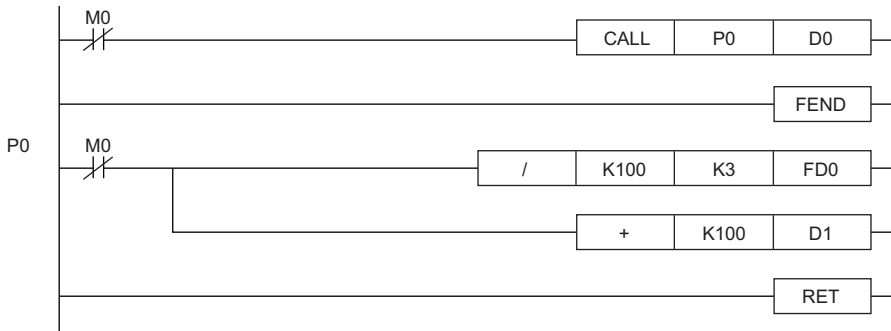 M0
CALL P0 D0
FEND
P0 M0
/ K100 K3 FD0
+ K100 D1
RET